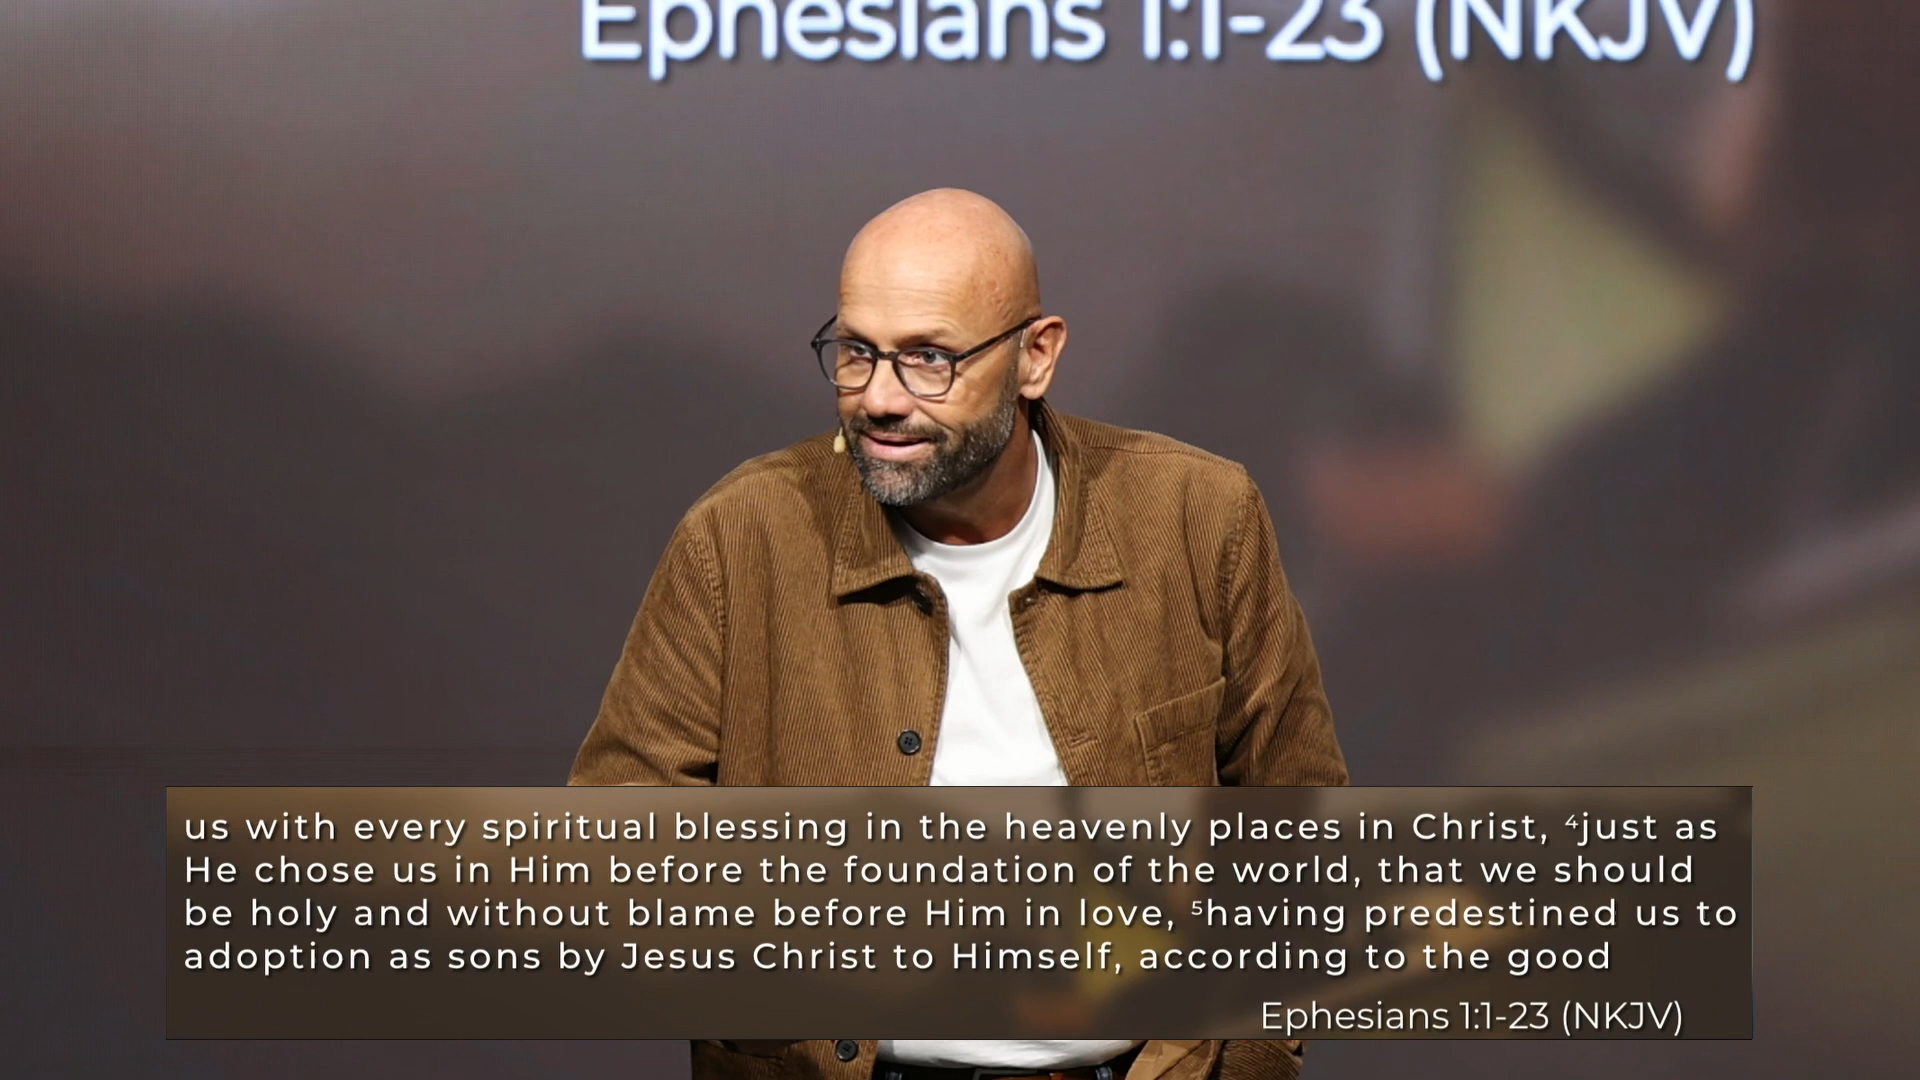 Ephesians 1:1-23 (NKJV)
us with every spiritual blessing in the heavenly places in Christ, ⁴just as
He chose us in Him before the foundation of the world, that we should
be holy and without blame before Him in love, ⁵having predestined us to
adoption as sons by Jesus Christ to Himself, according to the good
Ephesians 1:1-23 (NKJV)